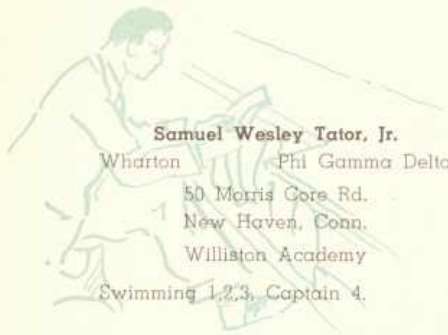 Samuel Wesley Tator, Jr.
Wharton Phi Gamma Delta
50 Morris Core Rd.
New Haven, Conn.
Williston Academy
Swimming 1,2,3, Captain 4.